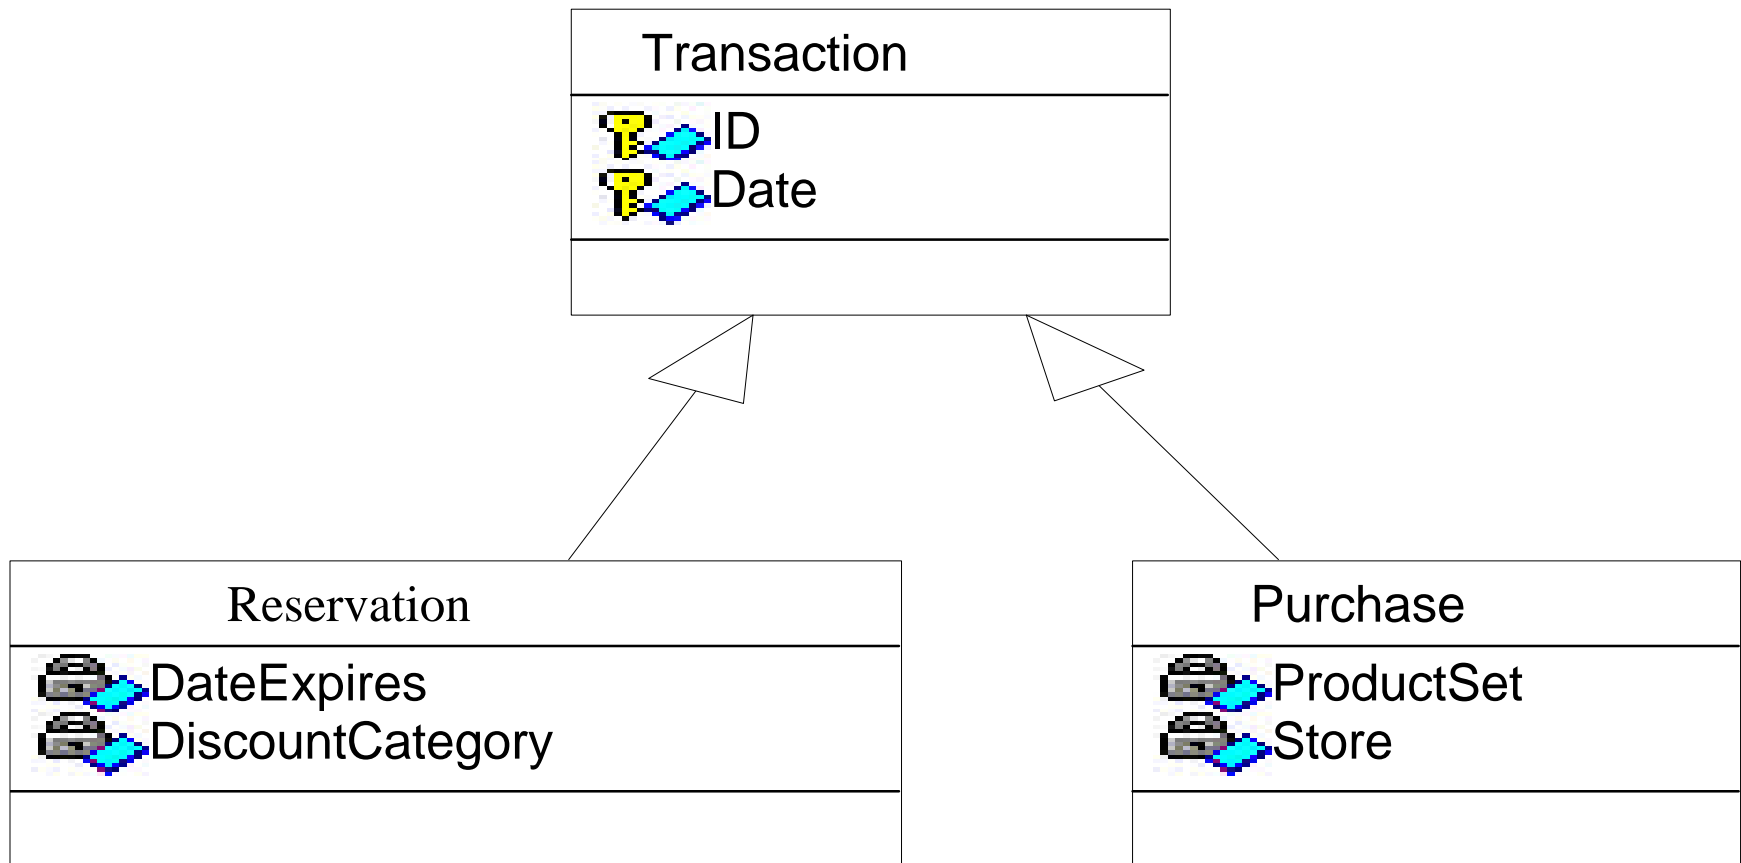 Transaction
ID
Date
Reservation
DateExpires
DiscountCategory
Purchase
ProductSet
Store